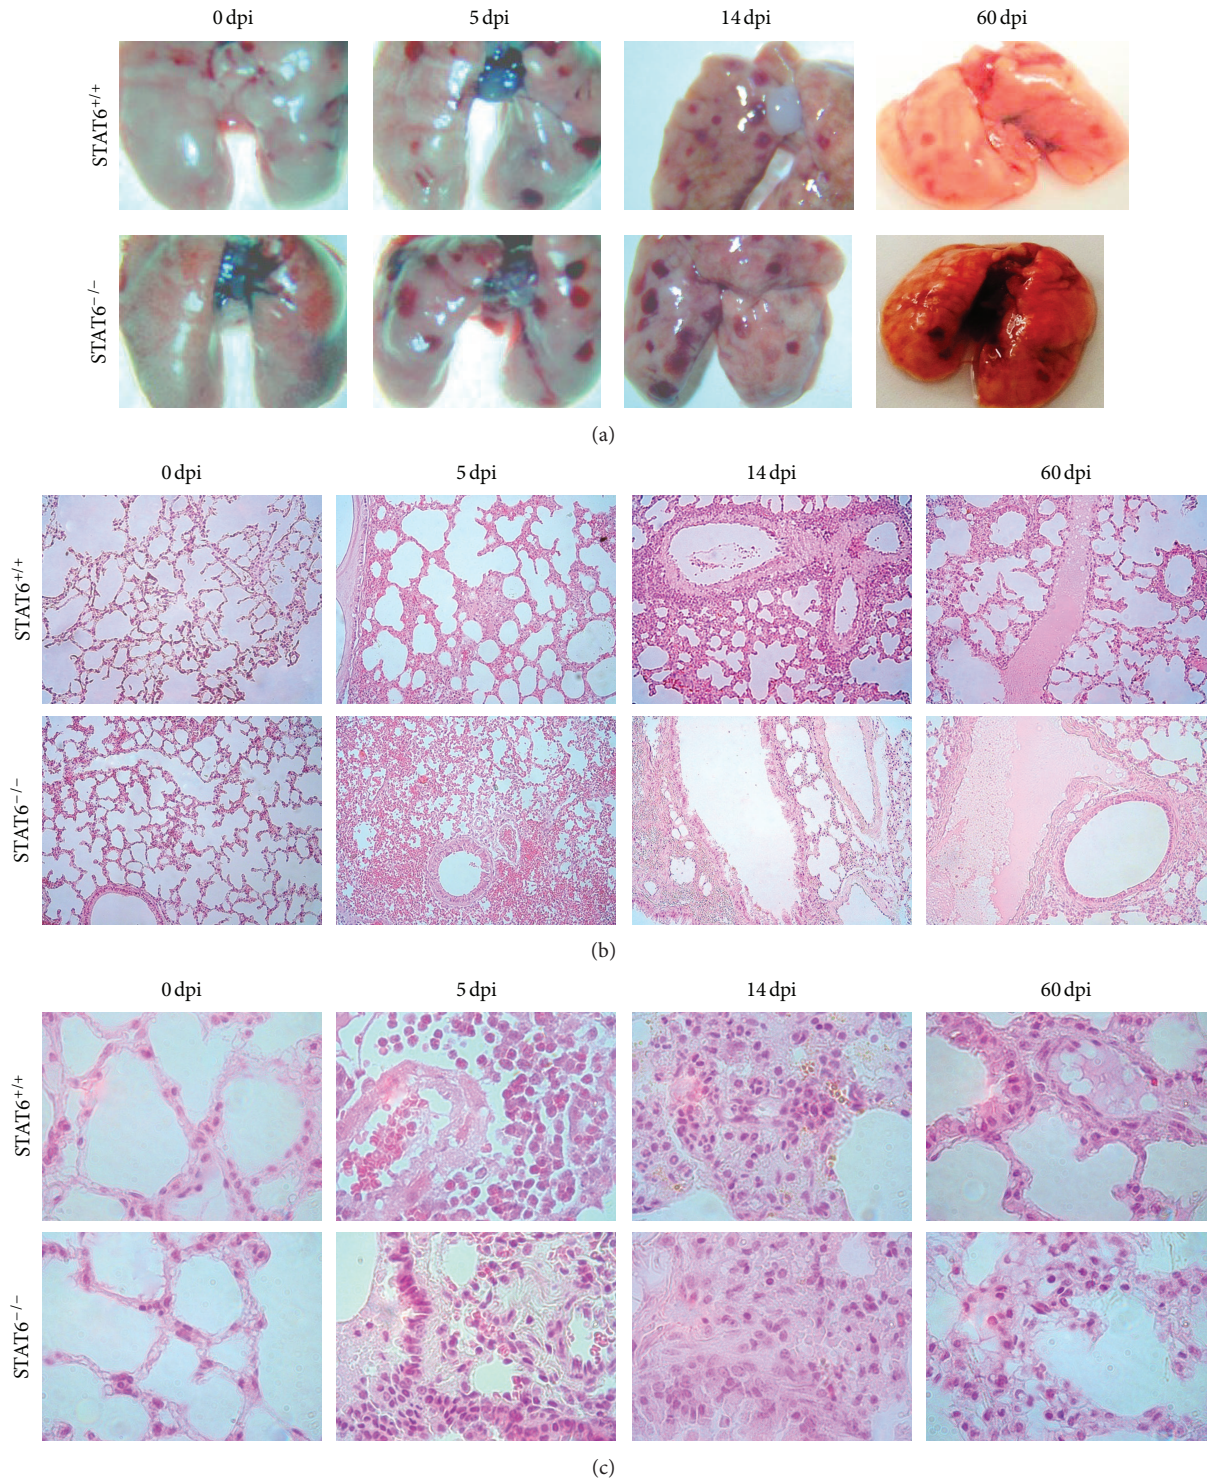 0 dpi 5 dpi 14 dpi 60 dpi
STAT6+/+
STAT6−/−
(a)
0 dpi 5 dpi 14 dpi 60 dpi
STAT6+/+
STAT6−/−
(b)
0 dpi 5 dpi 14 dpi 60 dpi
STAT6+/+
STAT6−/−
(c)